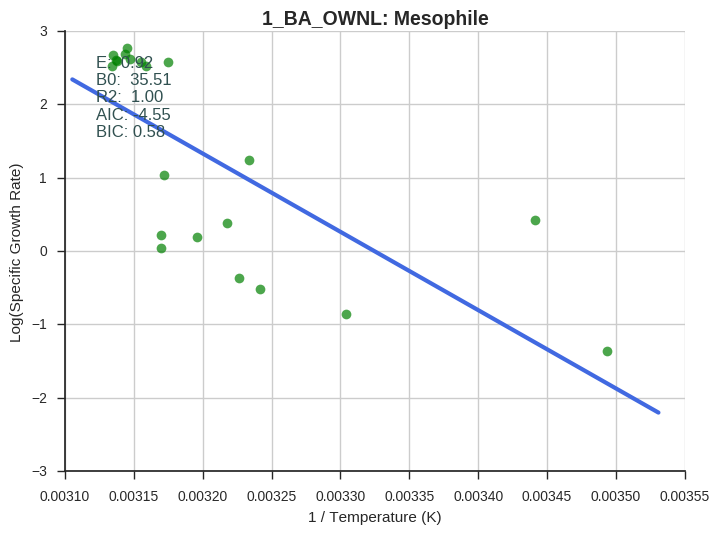 1_BA_OWNL: Mesophile
3
2
1
0
−1
−2
−3
Log(Specific Growth Rate)
E: 0.92
B0: 35.51
R2: 1.00
AIC: -4.55
BIC: 0.58
0.00310 0.00315 0.00320 0.00325 0.00330 0.00335 0.00340 0.00345 0.00350 0.00355
1 / Temperature (K)